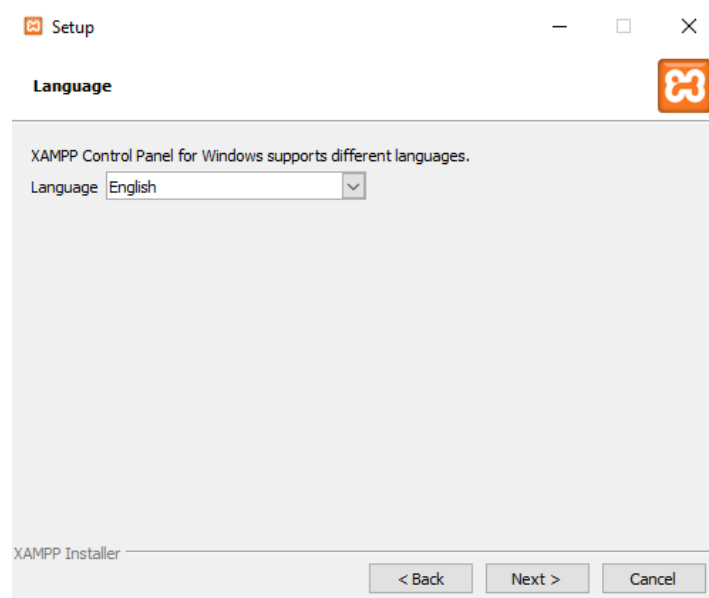 Setup
Language
XAMPP Control Panel for Windows supports different languages.
Language English
XAMPP Installer
< Back Next > Cancel